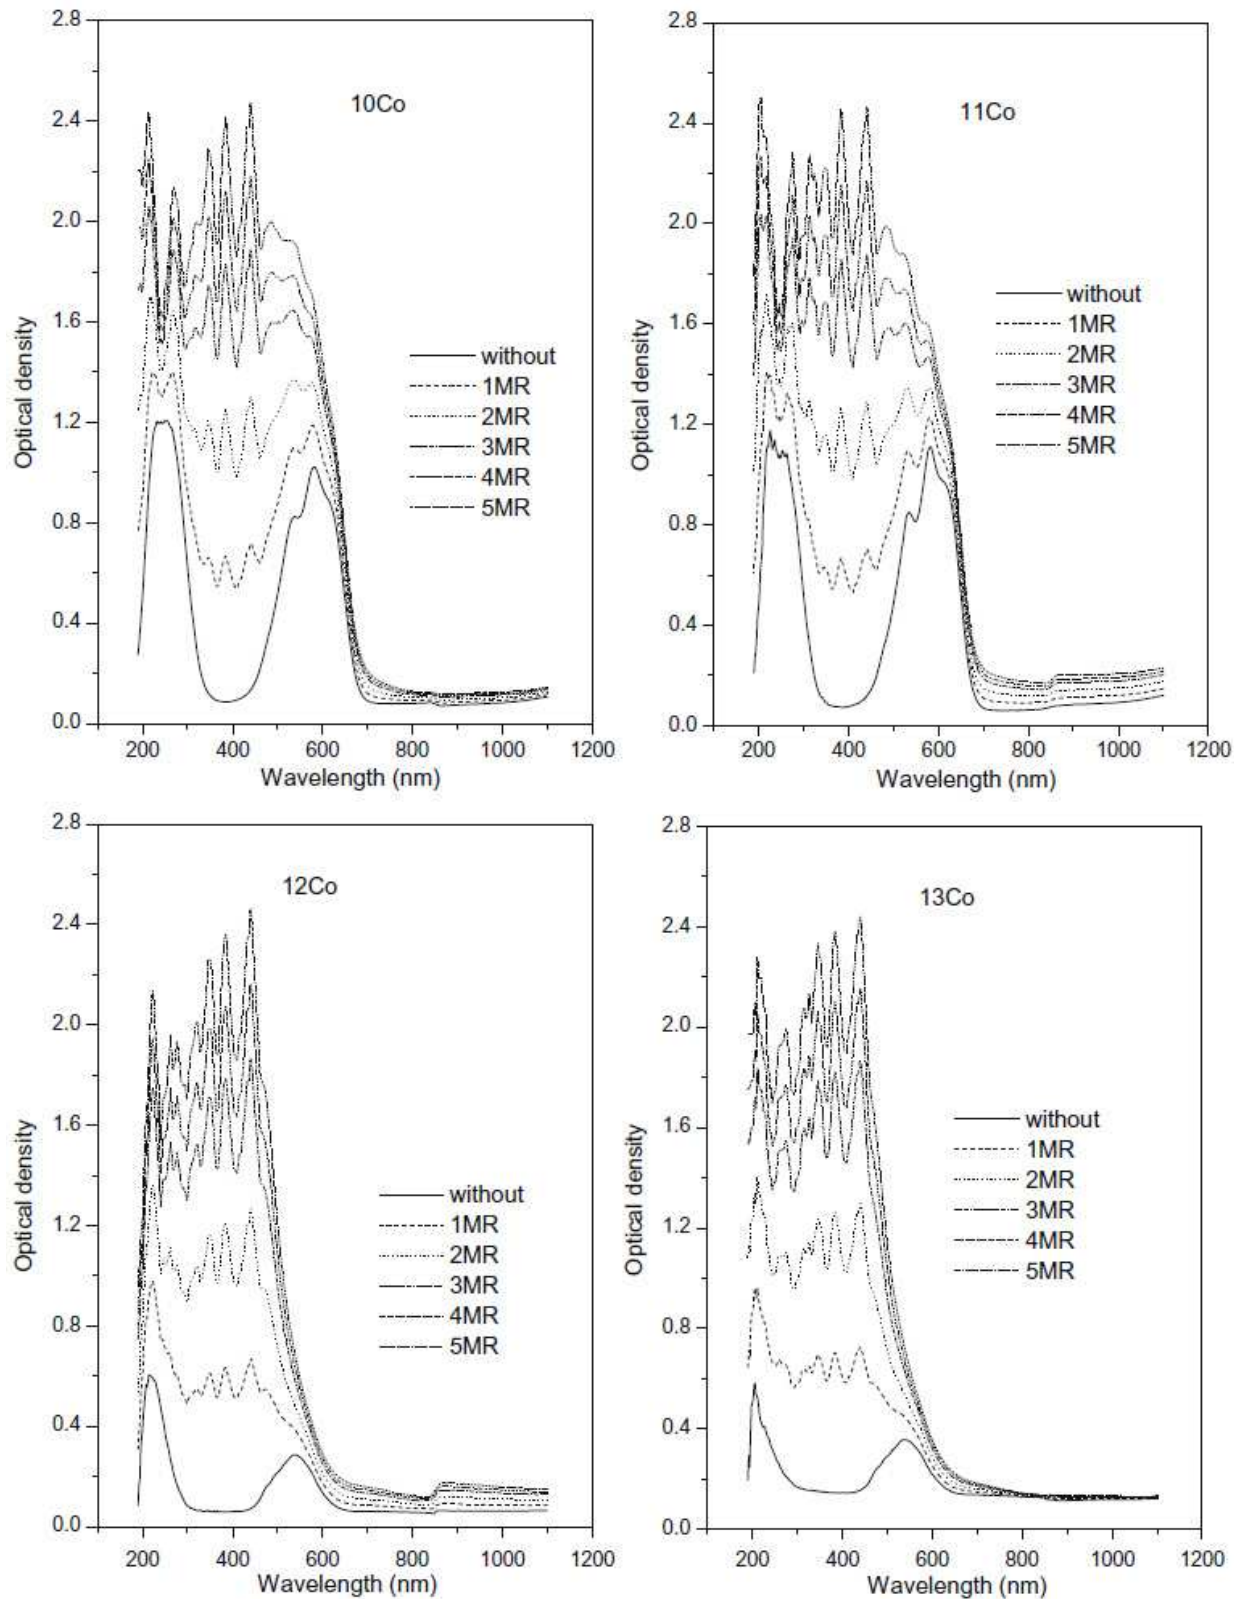 2.8
2.4
2.0
1.6
1.2
0.8
0.4
0.0
200 400 600 800 1000 1200
Wavelength (nm)
Optical density
10Co
without
1MR
2MR
3MR
4MR
5MR
2.8
2.4
2.0
1.6
1.2
0.8
0.4
0.0
200 400 600 800 1000 1200
Wavelength (nm)
Optical density
11Co
without
1MR
2MR
3MR
4MR
5MR
2.8
2.4
2.0
1.6
1.2
0.8
0.4
0.0
200 400 600 800 1000 1200
Wavelength (nm)
Optical density
12Co
without
1MR
2MR
3MR
4MR
5MR
2.8
2.4
2.0
1.6
1.2
0.8
0.4
0.0
200 400 600 800 1000 1200
Wavelength (nm)
Optical density
13Co
without
1MR
2MR
3MR
4MR
5MR